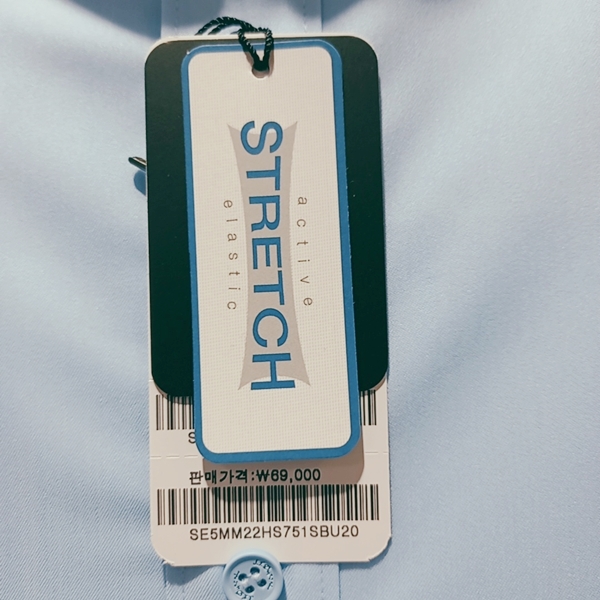 active
STRETCH
elastic
S
판매가격:₩69,000
SE5MM22HS751SBU20